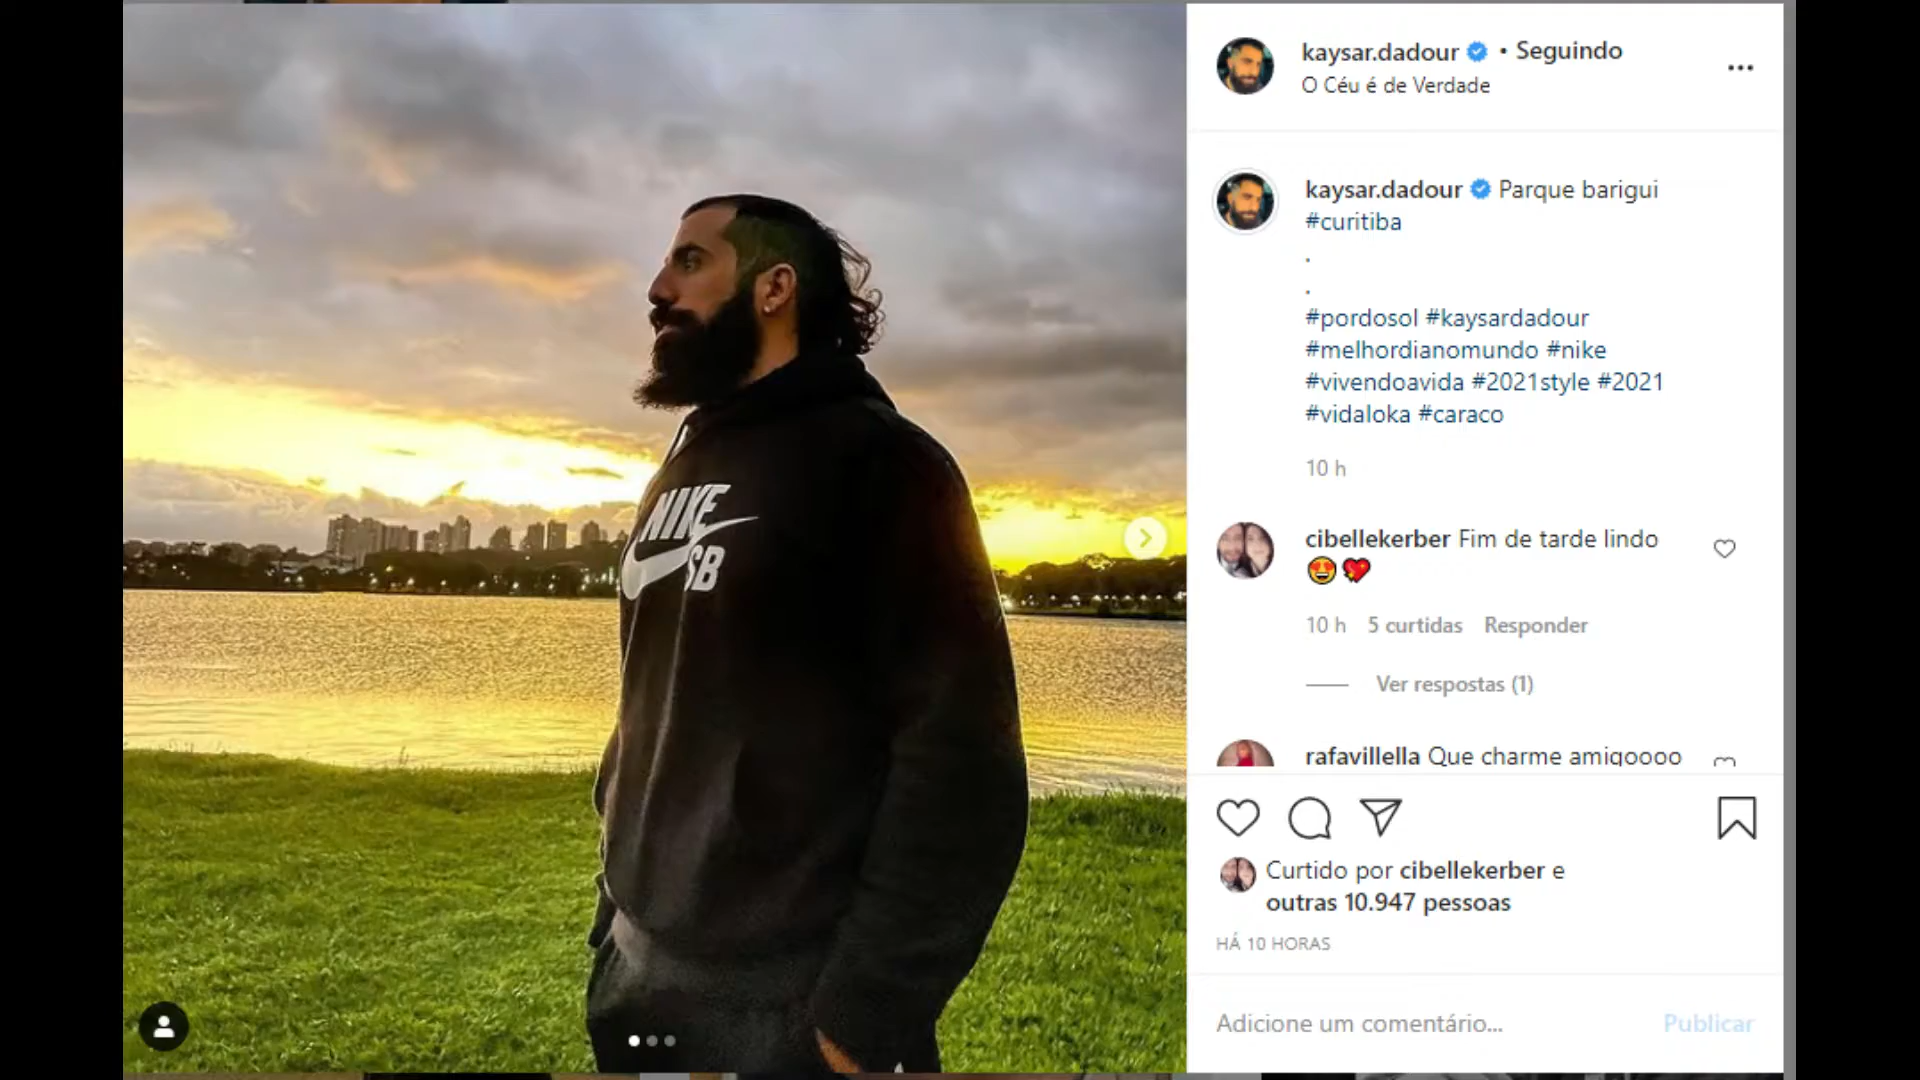 kaysar.dadour • Seguindo
O Céu é de Verdade
kaysar.dadour Parque barigui
#curitiba
.
.
#pordosol #kaysardadour
#melhordianomundo #nike
#vivendoavida #2021style #2021
#vidaloka #caraco
10 h
cibellekerber Fim de tarde lindo
😍💖
10 h 5 curtidas Responder
Ver respostas (1)
rafavillella Que charme amigoooo
Curtido por cibellekerber e
outras 10.947 pessoas
HÁ 10 HORAS
Adicione um comentário... Publicar
NIKE
SB